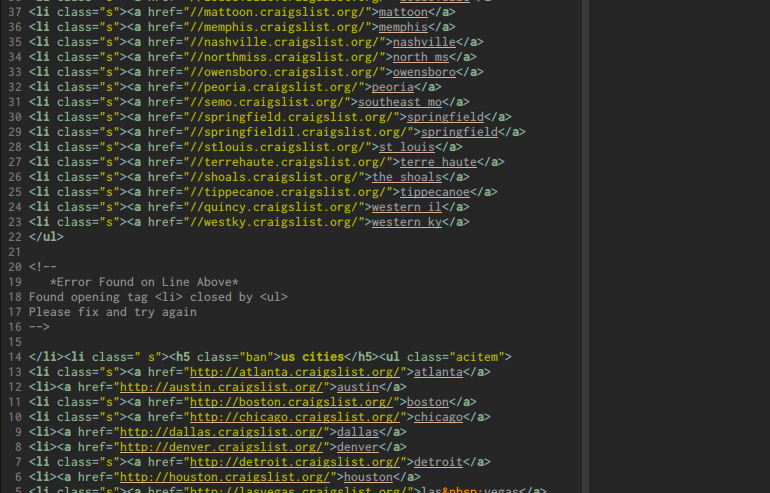 37 <li class="s"><a href="//mattoon.craigslist.org/">mattoon</a>
36 <li class="s"><a href="//memphis.craigslist.org/">memphis</a>
35 <li class="s"><a href="//nashville.craigslist.org/">nashville</a>
34 <li class="s"><a href="//northmiss.craigslist.org/">north ms</a>
33 <li class="s"><a href="//owensboro.craigslist.org/">owensboro</a>
32 <li class="s"><a href="//peoria.craigslist.org/">peoria</a>
31 <li class="s"><a href="//semo.craigslist.org/">southeast mo</a>
30 <li class="s"><a href="//springfield.craigslist.org/">springfield</a>
29 <li class="s"><a href="//springfieldil.craigslist.org/">springfield</a>
28 <li class="s"><a href="//stlouis.craigslist.org/">st louis</a>
27 <li class="s"><a href="//terrehaute.craigslist.org/">terre haute</a>
26 <li class="s"><a href="//shoals.craigslist.org/">the shoals</a>
25 <li class="s"><a href="//tippecanoe.craigslist.org/">tippecanoe</a>
24 <li class="s"><a href="//quincy.craigslist.org/">western il</a>
23 <li class="s"><a href="//westky.craigslist.org/">western ky</a>
22 </ul>
21
20 <!--
19 *Error Found on Line Above*
18 Found opening tag <li> closed by <ul>
17 Please fix and try again
16 -->
15
14 </li><li class=" s"><h5 class="ban">us cities</h5><ul class="acitem">
13 <li class="s"><a href="http://atlanta.craigslist.org/">atlanta</a>
12 <li><a href="http://austin.craigslist.org/">austin</a>
11 <li class="s"><a href="http://boston.craigslist.org/">boston</a>
10 <li class="s"><a href="http://chicago.craigslist.org/">chicago</a>
9 <li><a href="http://dallas.craigslist.org/">dallas</a>
8 <li><a href="http://denver.craigslist.org/">denver</a>
7 <li class="s"><a href="http://detroit.craigslist.org/">detroit</a>
6 <li><a href="http://houston.craigslist.org/">houston</a>
5 <li class="s"><a href="http://lasvegas.craigslist.org/">las&nbsp;vegas</a>